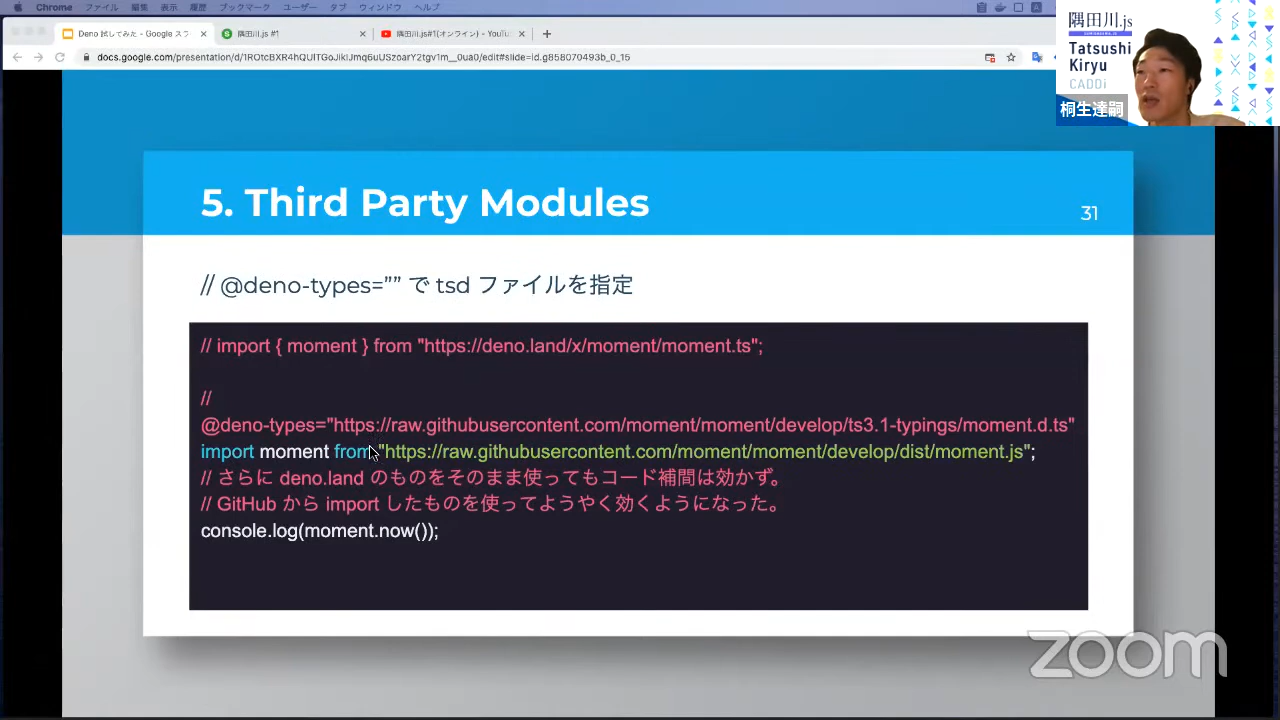 Chrome ファイル 編集 表示 履歴 ブックマーク ユーザー タブ ウィンドウ ヘルプ
Deno 試してみた - Google スラ
隅田川.js #1
隅田川.js#1(オンライン) - YouTu
docs.google.com/presentation/d/1ROtcBXR4hQUITGoJikIJmq6uUSzoarY2tgv1m__0ua0/edit#slide=id.g858070493b_0_15
隅田川.js
Tatsushi
Kiryu
CADDi
桐生達嗣
5. Third Party Modules
31
// @deno-types=”” で tsd ファイルを指定
// import { moment } from "https://deno.land/x/moment/moment.ts";
//
@deno-types="https://raw.githubusercontent.com/moment/moment/develop/ts3.1-typings/moment.d.ts"
import moment from "https://raw.githubusercontent.com/moment/moment/develop/dist/moment.js";
// さらに deno.land のものをそのまま使ってもコード補間は効かず。
// GitHub から import したものを使ってようやく効くようになった。
console.log(moment.now());
zoom